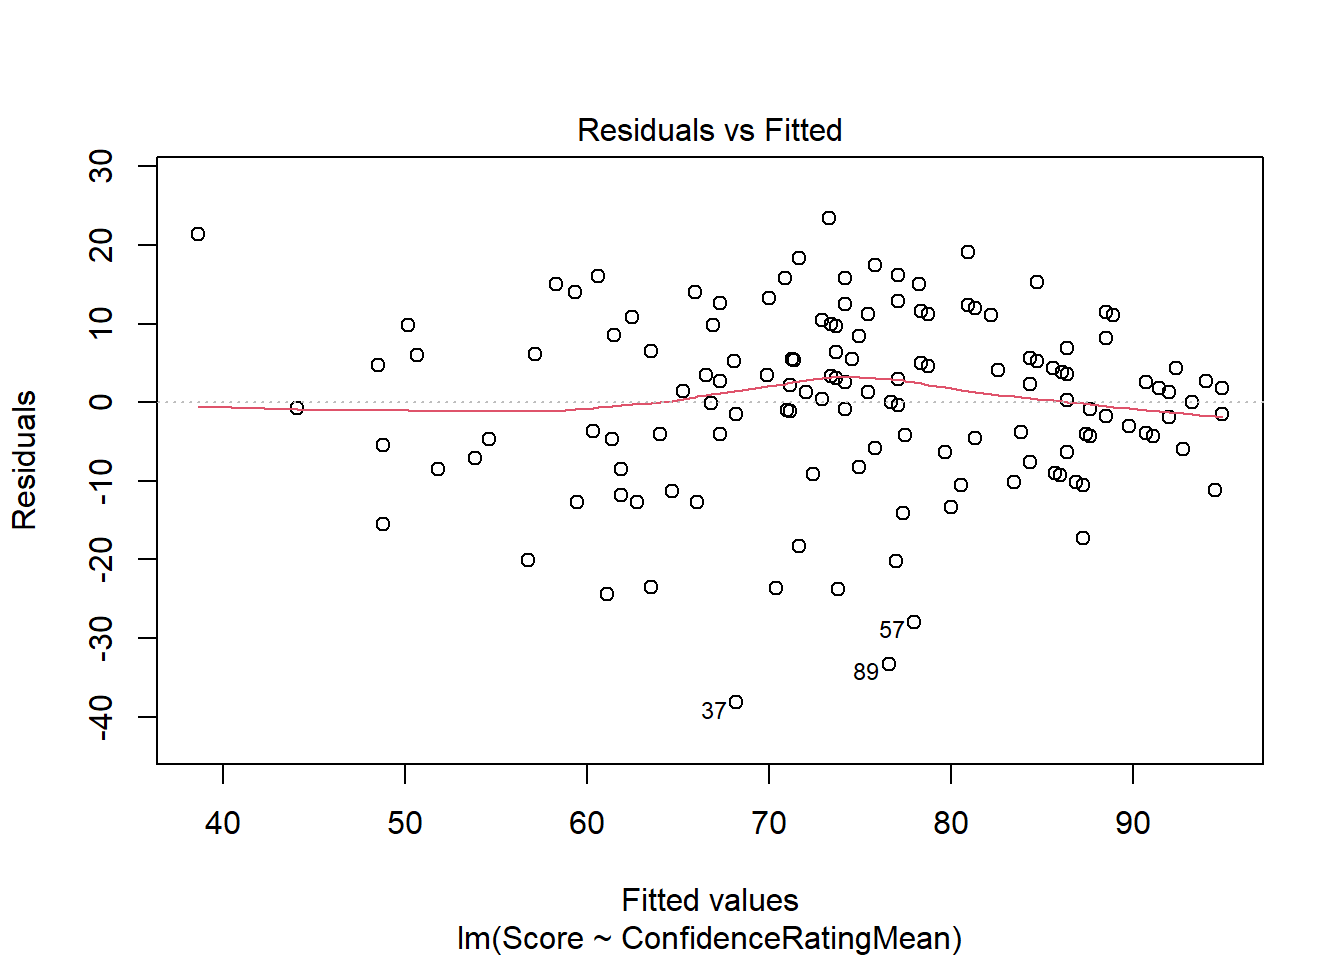 Residuals vs Fitted
30
20
10
0
-10
-20
-30
-40
Residuals
57
89
37
40 50 60 70 80 90
Fitted values
lm(Score ~ ConfidenceRatingMean)